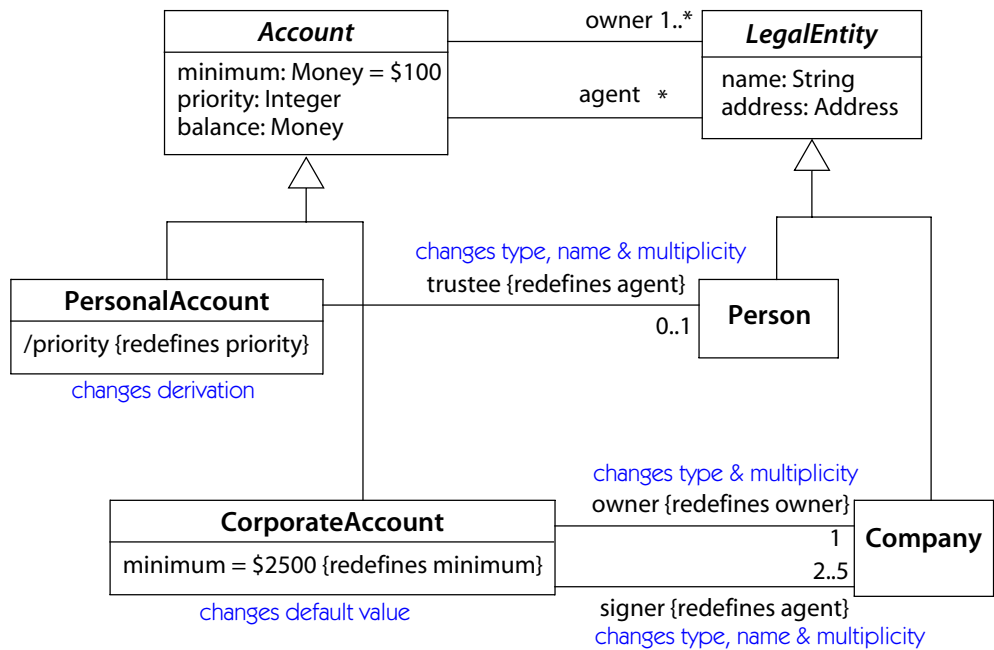 Account
minimum: Money = $100
priority: Integer
balance: Money
owner 1..*
agent *
LegalEntity
name: String
address: Address
changes type, name & multiplicity
trustee {redefines agent}
0..1
PersonalAccount
/priority {redefines priority}
changes derivation
Person
changes type & multiplicity
owner {redefines owner}
1
CorporateAccount
minimum = $2500 {redefines minimum}
changes default value
Company
2..5
signer {redefines agent}
changes type, name & multiplicity